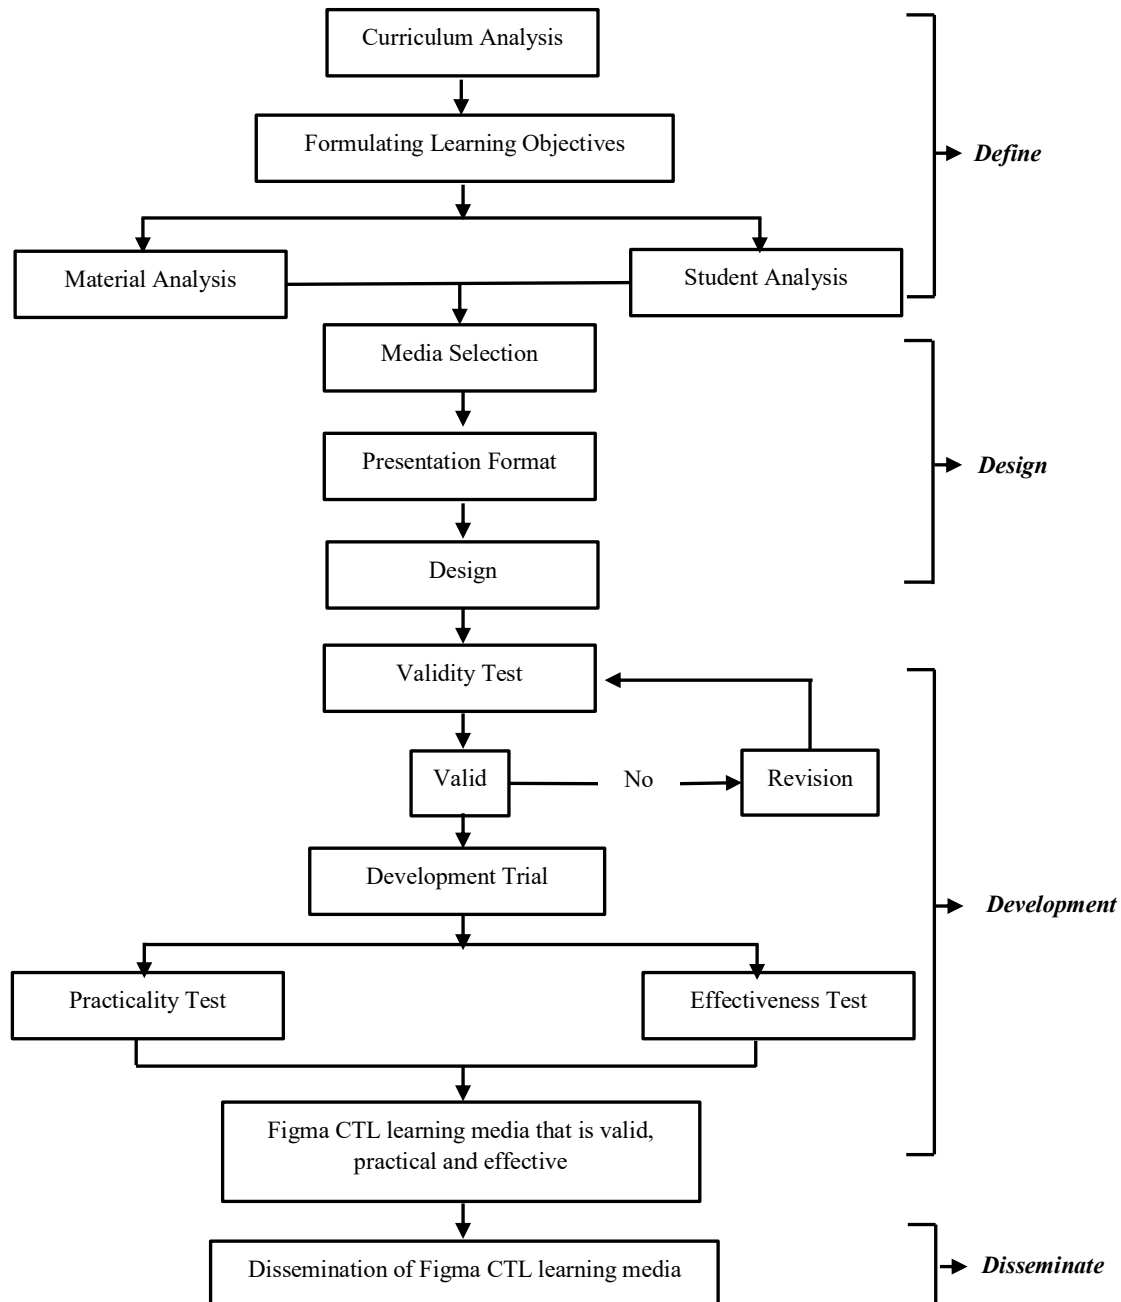 Curriculum Analysis
Formulating Learning Objectives
Define
Material Analysis
Student Analysis
Media Selection
Presentation Format
Design
Design
Validity Test
Valid
No
Revision
Development Trial
Development
Practicality Test
Effectiveness Test
Figma CTL learning media that is valid,
practical and effective
Dissemination of Figma CTL learning media
Disseminate